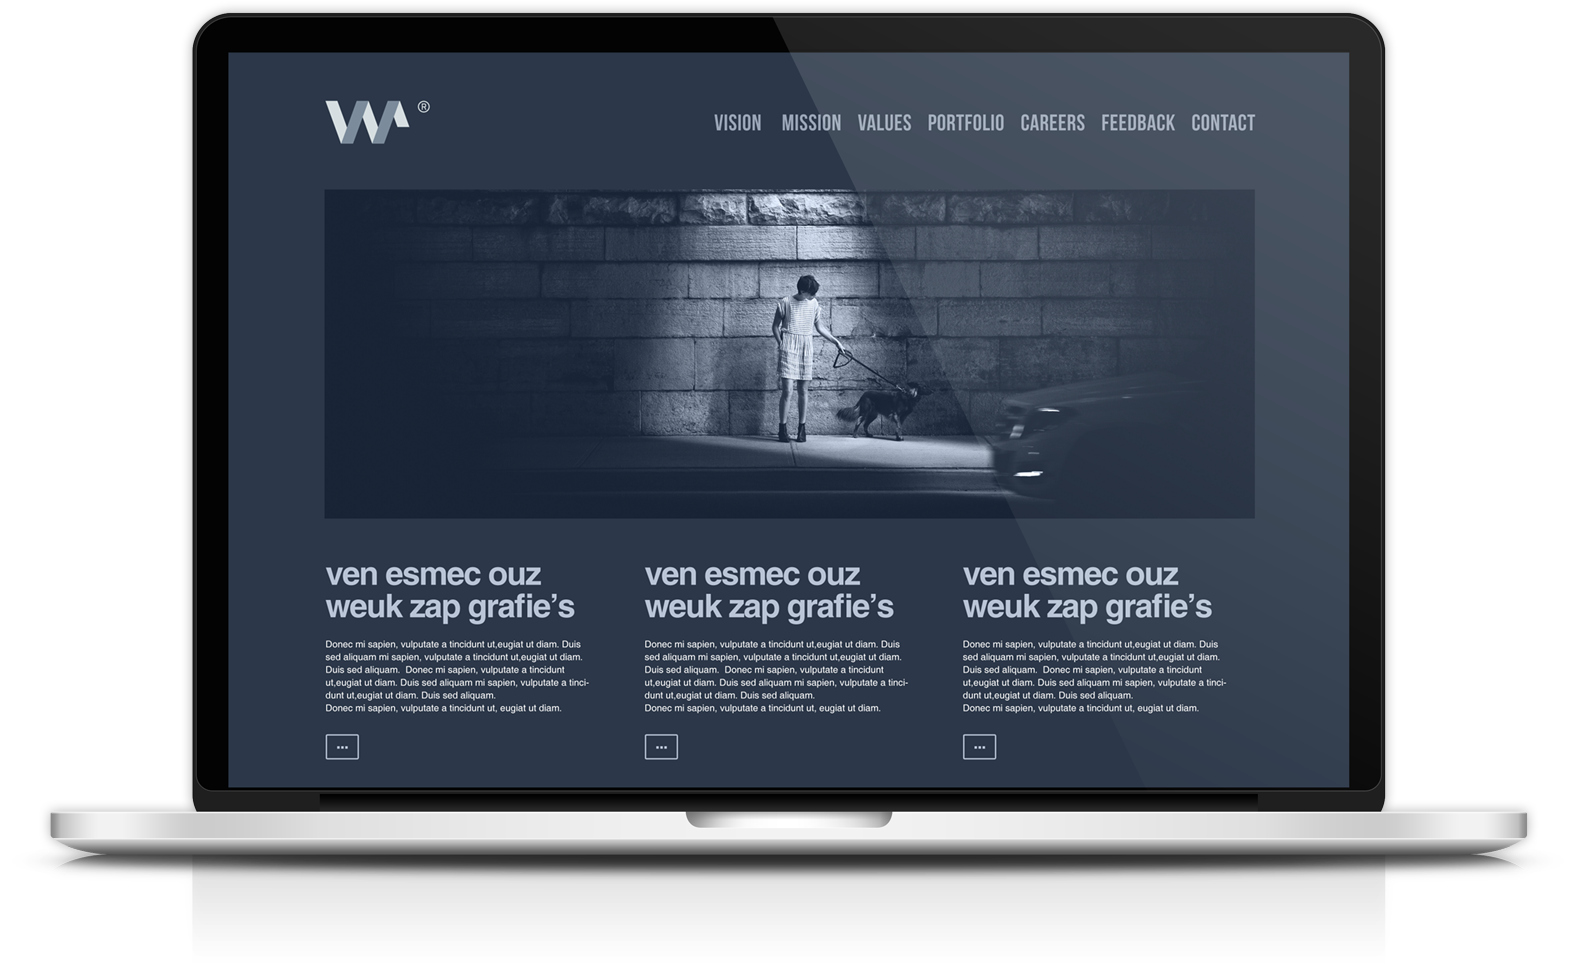 WA ®
VISION MISSION VALUES PORTFOLIO CAREERS FEEDBACK CONTACT
ven esmec ouz
weuk zap grafie’s
Donec mi sapien, vulputate a tincidunt ut,eugiat ut diam. Duis
sed aliquam mi sapien, vulputate a tincidunt ut,eugiat ut diam.
Duis sed aliquam. Donec mi sapien, vulputate a tincidunt
ut,eugiat ut diam. Duis sed aliquam mi sapien, vulputate a tinci-
dunt ut,eugiat ut diam. Duis sed aliquam.
Donec mi sapien, vulputate a tincidunt ut, eugiat ut diam.
...
ven esmec ouz
weuk zap grafie’s
Donec mi sapien, vulputate a tincidunt ut,eugiat ut diam. Duis
sed aliquam mi sapien, vulputate a tincidunt ut,eugiat ut diam.
Duis sed aliquam. Donec mi sapien, vulputate a tincidunt
ut,eugiat ut diam. Duis sed aliquam mi sapien, vulputate a tinci-
dunt ut,eugiat ut diam. Duis sed aliquam.
Donec mi sapien, vulputate a tincidunt ut, eugiat ut diam.
...
ven esmec ouz
weuk zap grafie’s
Donec mi sapien, vulputate a tincidunt ut,eugiat ut diam. Duis
sed aliquam mi sapien, vulputate a tincidunt ut,eugiat ut diam.
Duis sed aliquam. Donec mi sapien, vulputate a tincidunt
ut,eugiat ut diam. Duis sed aliquam mi sapien, vulputate a tinci-
dunt ut,eugiat ut diam. Duis sed aliquam.
Donec mi sapien, vulputate a tincidunt ut, eugiat ut diam.
...